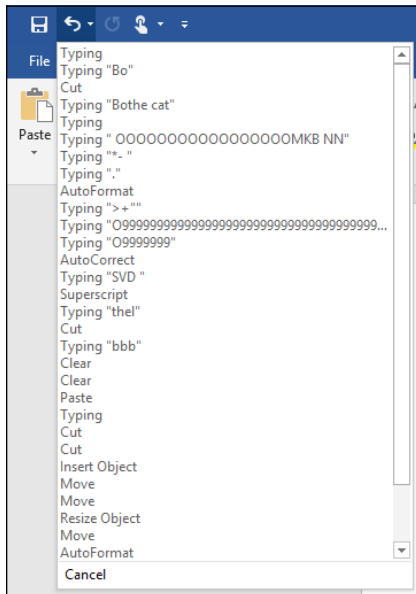 File
Paste
Typing
Typing "Bo"
Cut
Typing "Bothe cat"
Typing
Typing " OOOOOOOOOOOOOOOOOMKB NN"
Typing "*- "
Typing "."
AutoFormat
Typing ">+""
Typing "O9999999999999999999999999999999999999...
Typing "O9999999"
AutoCorrect
Typing "SVD "
Superscript
Typing "thel"
Cut
Typing "bbb"
Clear
Clear
Paste
Typing
Cut
Cut
Insert Object
Move
Move
Resize Object
Move
AutoFormat
Cancel